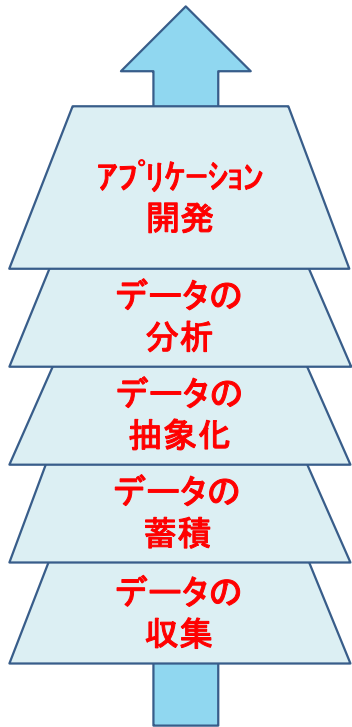 アプリケーション
開発
データの
分析
データの
抽象化
データの
蓄積
データの
収集